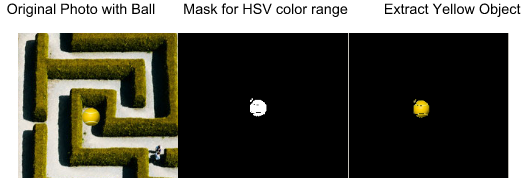 Original Photo with Ball
Mask for HSV color range
Extract Yellow Object